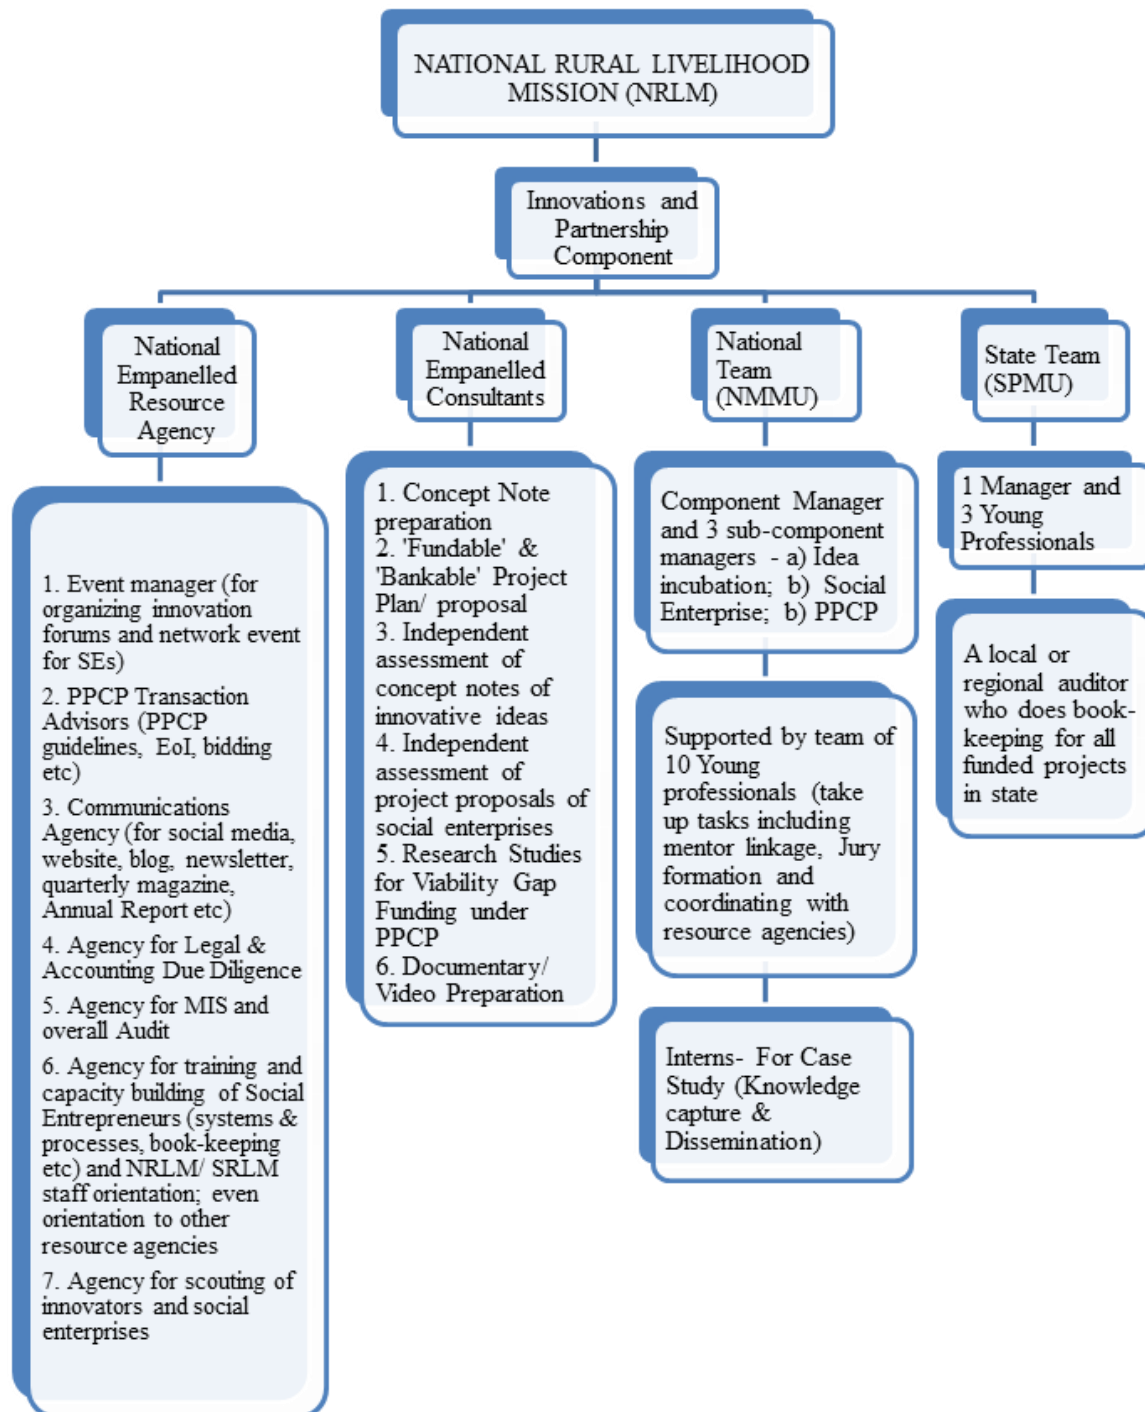 NATIONAL RURAL LIVELIHOOD
MISSION (NRLM)
Innovations and
Partnership
Component
National
Empanelled
Resource
Agency
1. Event manager (for
organizing innovation
forums and network event
for SEs)
2. PPCP Transaction
Advisors (PPCP
guidelines, EoI, bidding
etc)
3. Communications
Agency (for social media,
website, blog, newsletter,
quarterly magazine,
Annual Report etc)
4. Agency for Legal &
Accounting Due Diligence
5. Agency for MIS and
overall Audit
6. Agency for training and
capacity building of Social
Entrepreneurs (systems &
processes, book-keeping
etc) and NRLM/ SRLM
staff orientation; even
orientation to other
resource agencies
7. Agency for scouting of
innovators and social
enterprises
National
Empanelled
Consultants
1. Concept Note
preparation
2. 'Fundable' &
'Bankable' Project
Plan/ proposal
3. Independent
assessment of
concept notes of
innovative ideas
4. Independent
assessment of
project proposals of
social enterprises
5. Research Studies
for Viability Gap
Funding under
PPCP
6. Documentary/
Video Preparation
National
Team
(NMMU)
Component Manager
and 3 sub-component
managers - a) Idea
incubation; b) Social
Enterprise; b) PPCP
Supported by team of
10 Young
professionals (take
up tasks including
mentor linkage, Jury
formation and
coordinating with
resource agencies)
Interns- For Case
Study (Knowledge
capture &
Dissemination)
State Team
(SPMU)
1 Manager and
3 Young
Professionals
A local or
regional auditor
who does book-
keeping for all
funded projects
in state